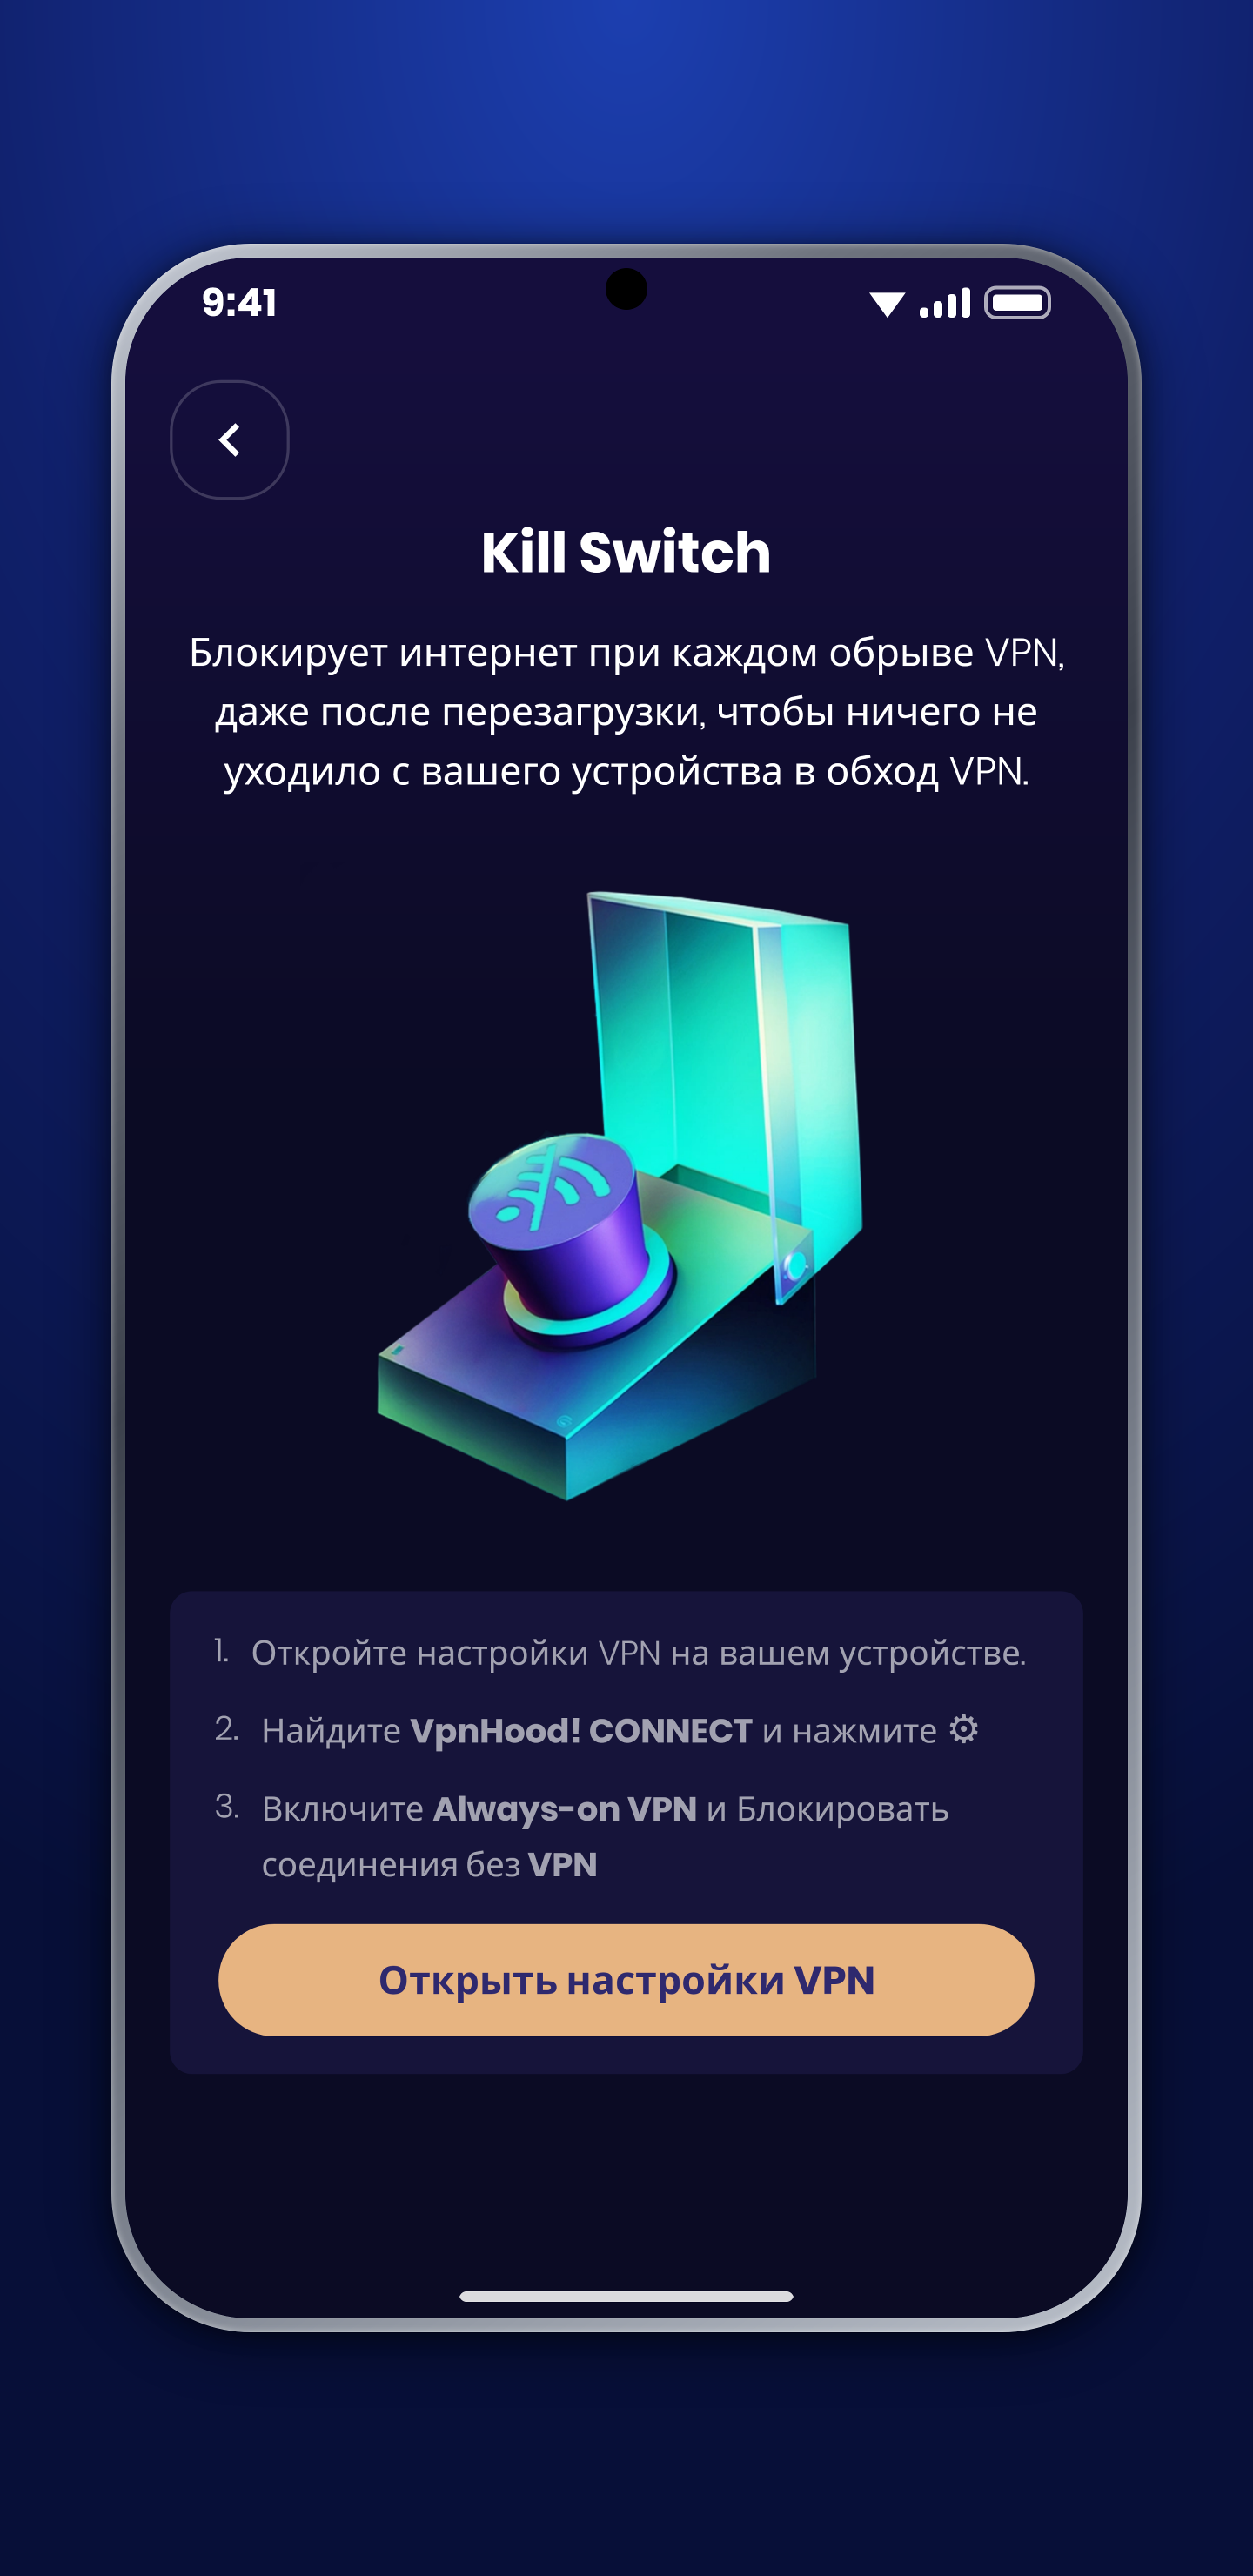 9:41
Kill Switch
Блокирует интернет при каждом обрыве VPN,
даже после перезагрузки, чтобы ничего не
уходило с вашего устройства в обход VPN.
1. Откройте настройки VPN на вашем устройстве.
2. Найдите VpnHood! CONNECT и нажмите ⚙
3. Включите Always-on VPN и Блокировать
соединения без VPN
Открыть настройки VPN